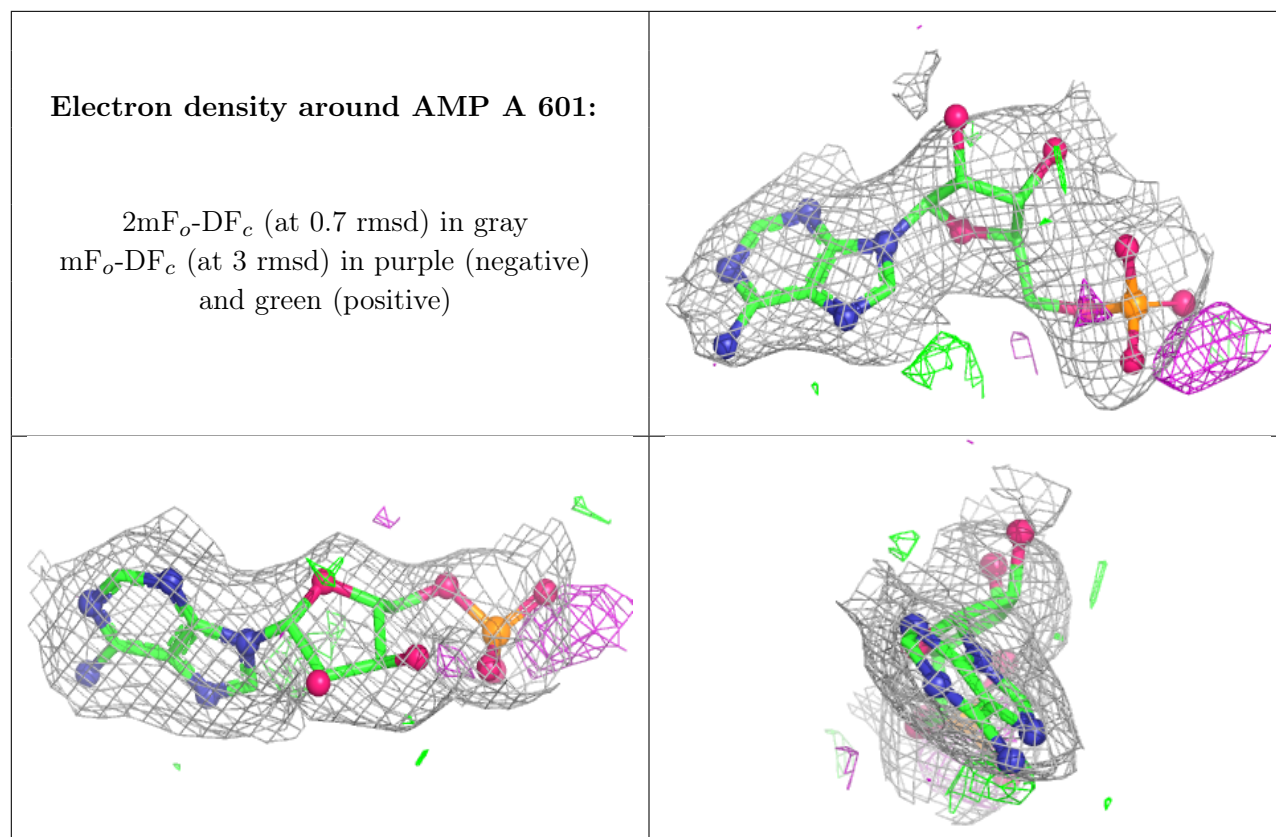 Electron density around AMP A 601:
2mFₒ-DF𝒸 (at 0.7 rmsd) in gray
mFₒ-DF𝒸 (at 3 rmsd) in purple (negative)
and green (positive)